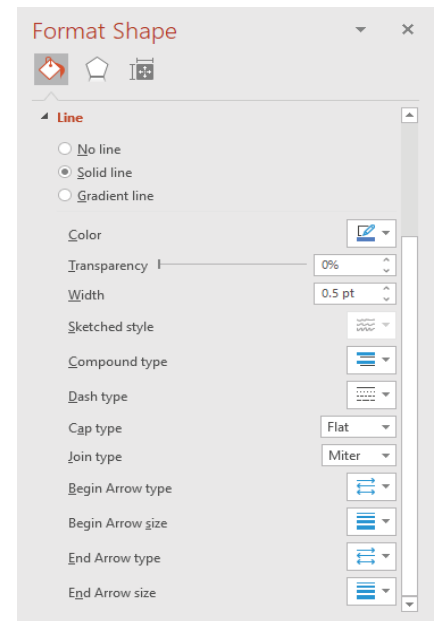 Format Shape
Line
No line
Solid line
Gradient line
Color
Transparency 0%
Width 0.5 pt
Sketched style
Compound type
Dash type
Cap type Flat
Join type Miter
Begin Arrow type
Begin Arrow size
End Arrow type
End Arrow size